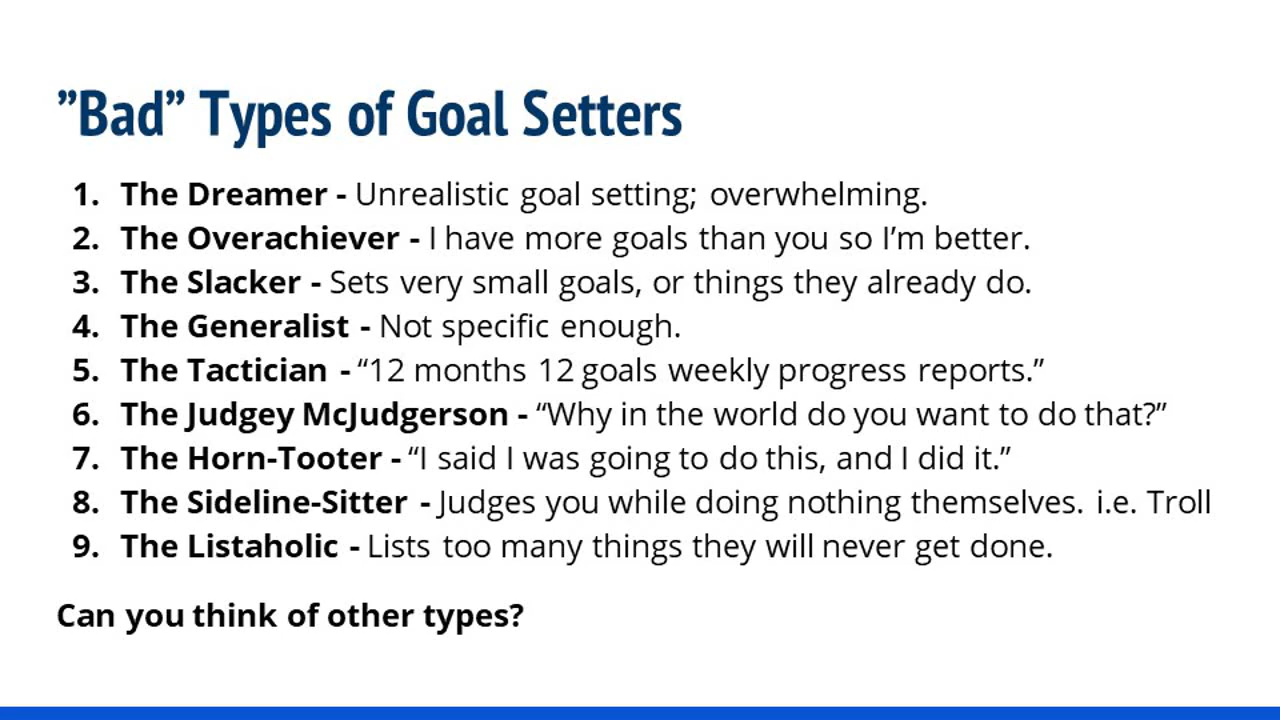 ”Bad” Types of Goal Setters
1. The Dreamer - Unrealistic goal setting; overwhelming.
2. The Overachiever - I have more goals than you so I’m better.
3. The Slacker - Sets very small goals, or things they already do.
4. The Generalist - Not specific enough.
5. The Tactician - “12 months 12 goals weekly progress reports.”
6. The Judgey McJudgerson - “Why in the world do you want to do that?”
7. The Horn-Tooter - “I said I was going to do this, and I did it.”
8. The Sideline-Sitter - Judges you while doing nothing themselves. i.e. Troll
9. The Listaholic - Lists too many things they will never get done.
Can you think of other types?